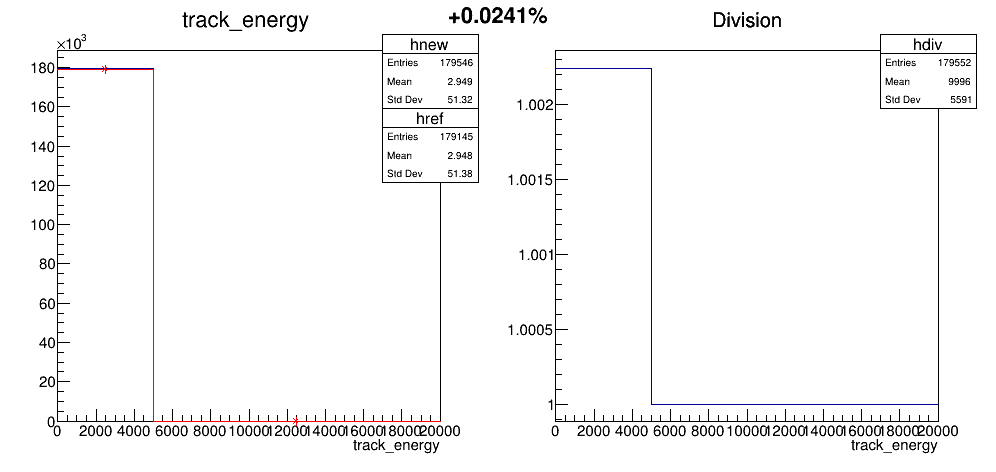 track_energy
+0.0241%
Division
×10³
hnew
Entries 179546
Mean 2.949
Std Dev 51.32
href
Entries 179145
Mean 2.948
Std Dev 51.38
180
160
140
120
100
80
60
40
20
0
0 2000 4000 6000 8000 10000 12000 14000 16000 18000 20000
track_energy
hdiv
Entries 179552
Mean 9996
Std Dev 5591
1.002
1.0015
1.001
1.0005
1
0 2000 4000 6000 8000 10000 12000 14000 16000 18000 20000
track_energy